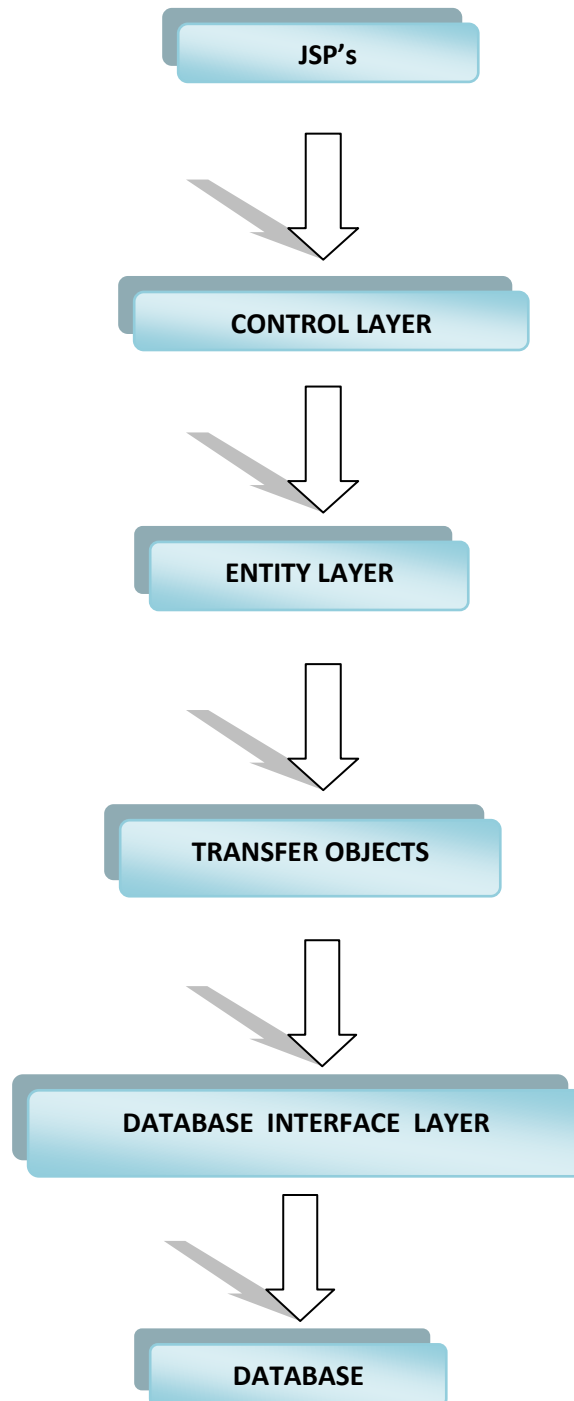 JSP’s
CONTROL LAYER
ENTITY LAYER
TRANSFER OBJECTS
DATABASE INTERFACE LAYER
DATABASE